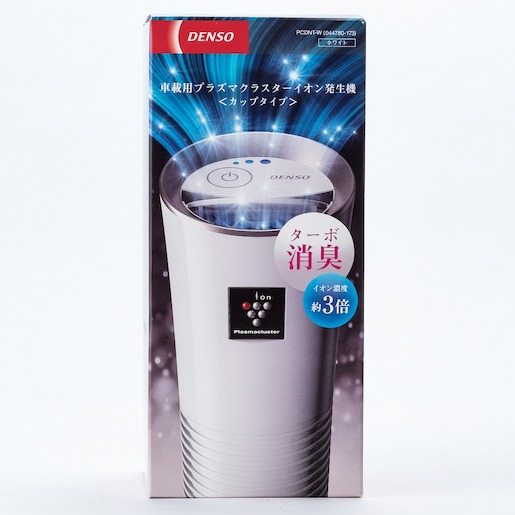 DENSO
PCDNT-W (044780-173)
ホワイト
車載用プラズマクラスターイオン発生機
＜カップタイプ＞
DENSO
ターボ
消臭
イオン濃度
約3倍
ion
Plasmacluster